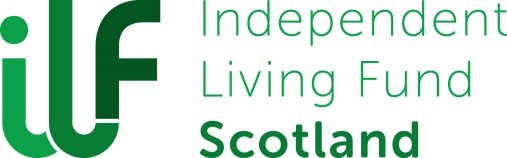 ilf
Independent
Living Fund
Scotland